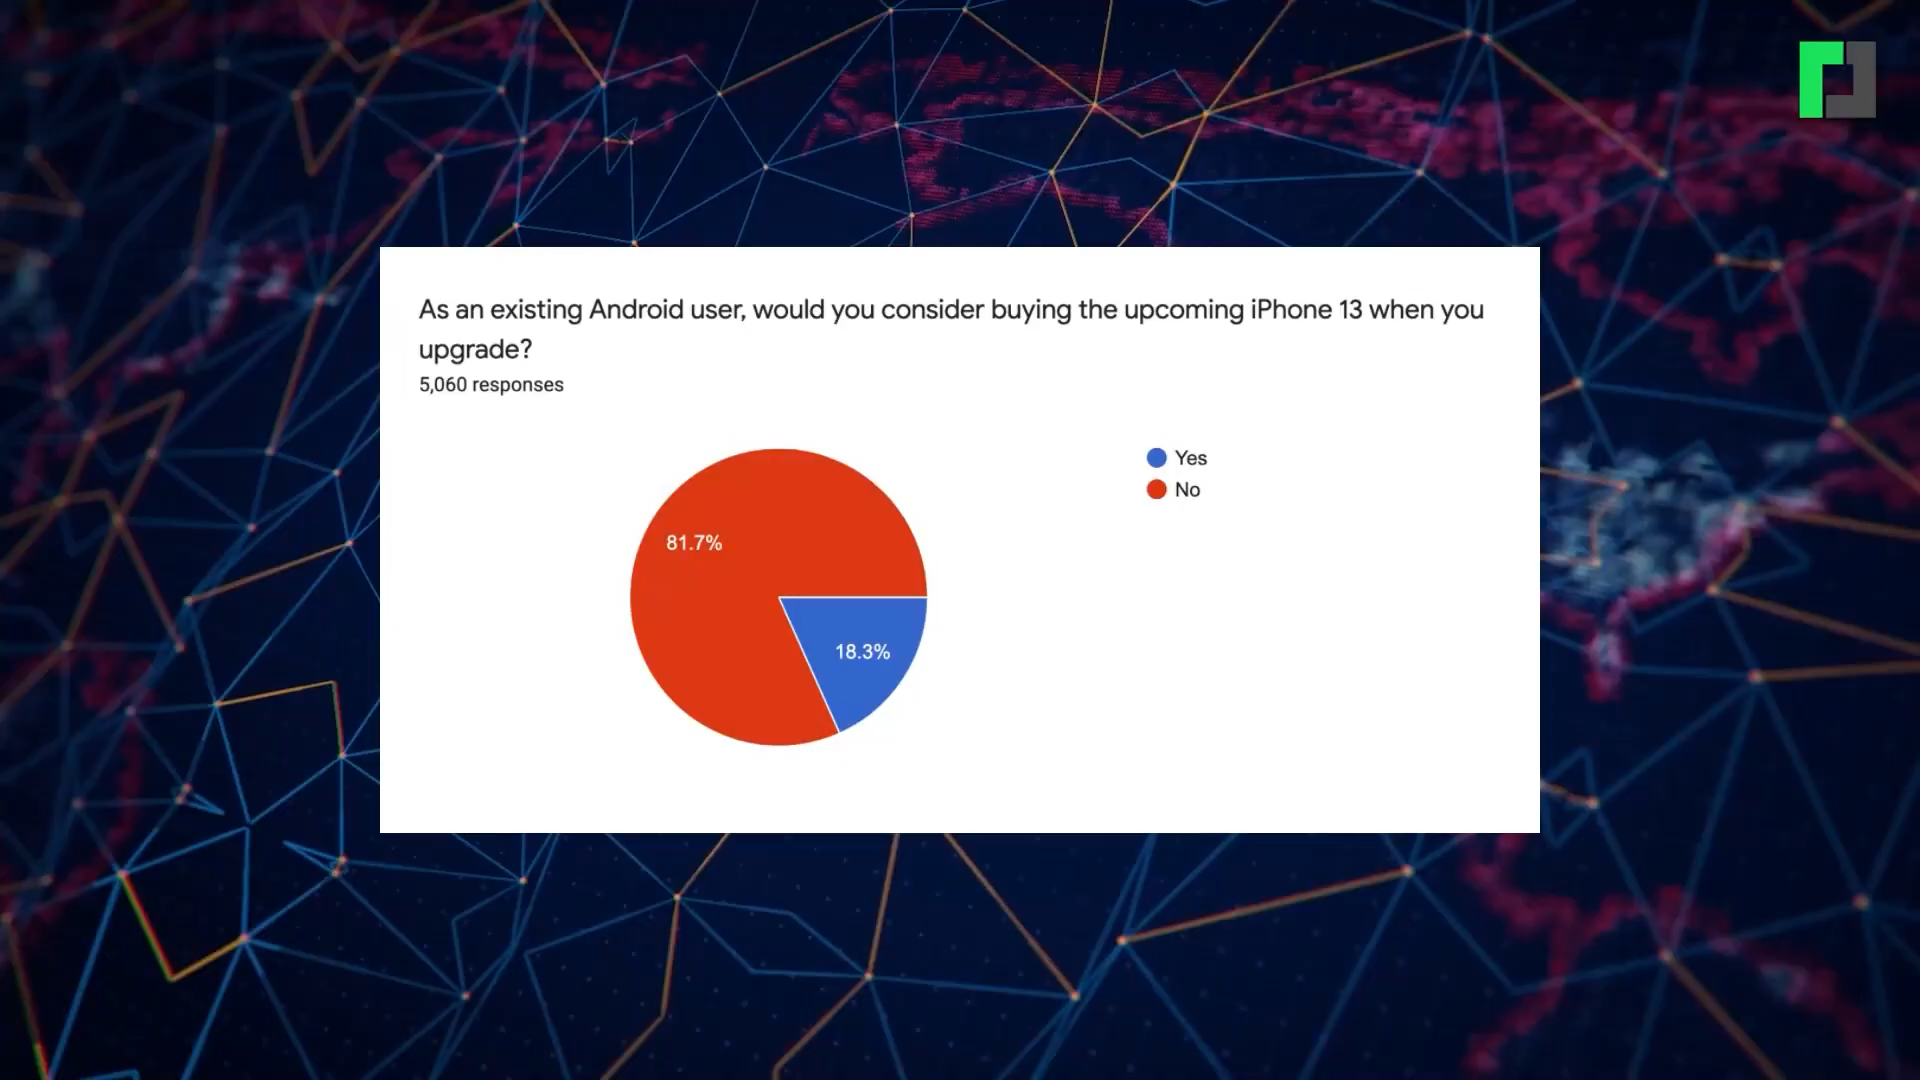 As an existing Android user, would you consider buying the upcoming iPhone 13 when you
upgrade?
5,060 responses
Yes
No
81.7%
18.3%